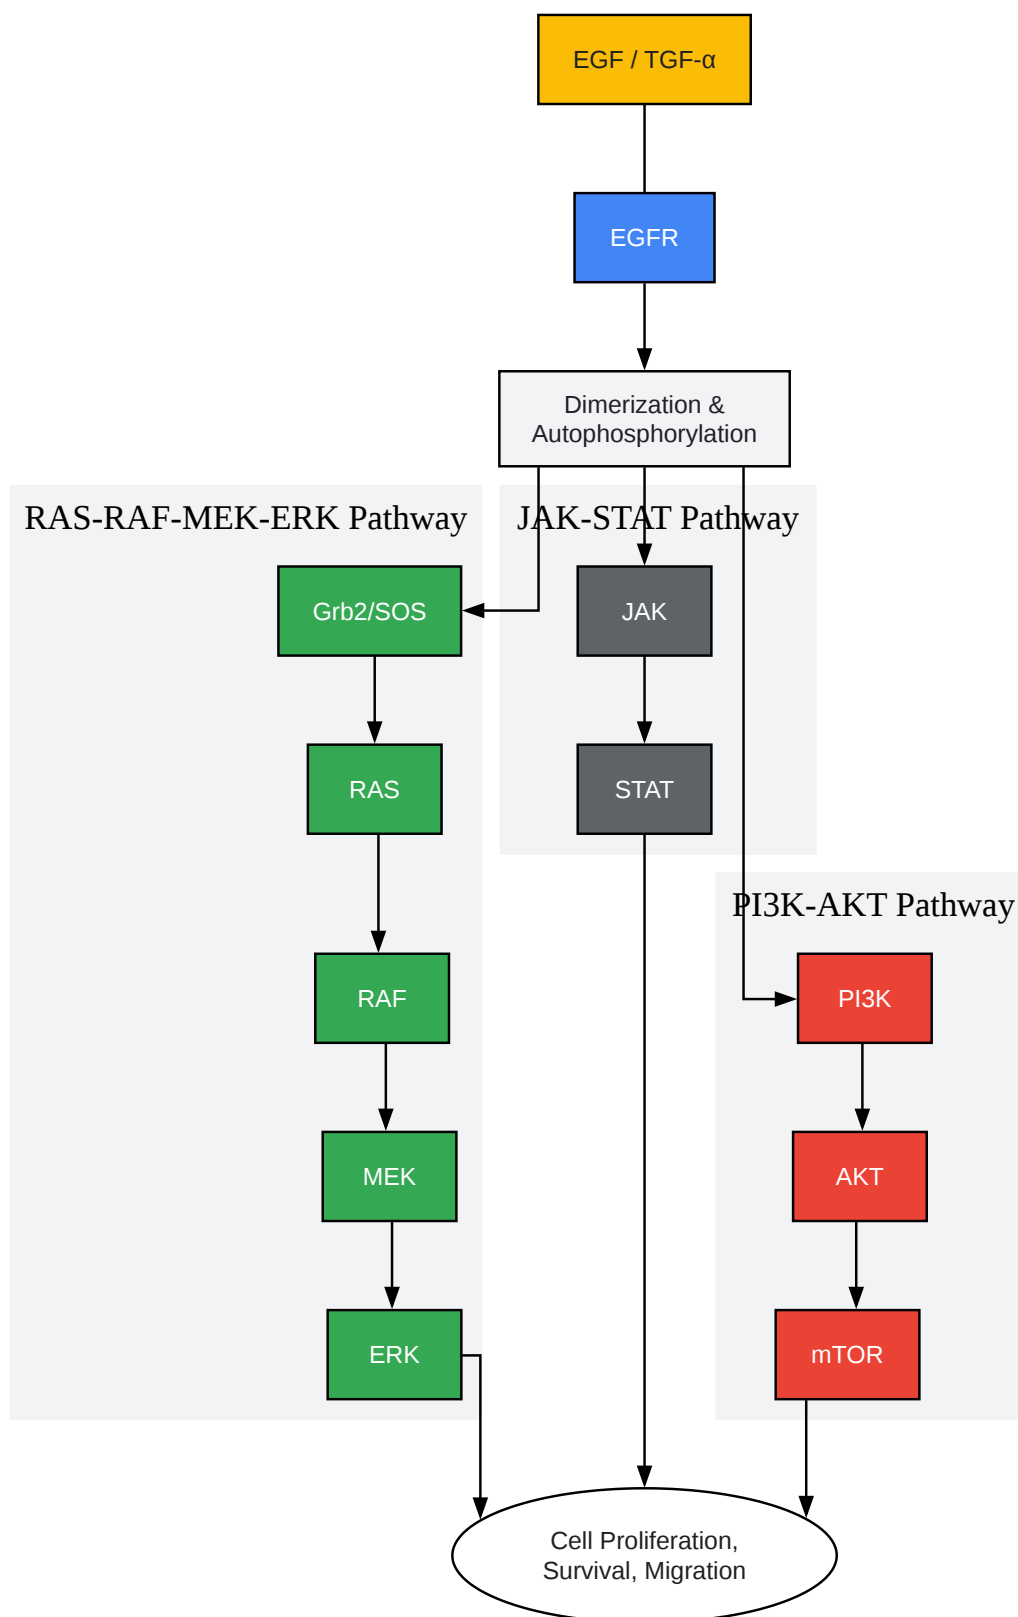 EGF / TGF-α
EGFR
Dimerization &
Autophosphorylation
RAS-RAF-MEK-ERK Pathway
Grb2/SOS
RAS
RAF
MEK
ERK
JAK-STAT Pathway
JAK
STAT
PI3K-AKT Pathway
PI3K
AKT
mTOR
Cell Proliferation,
Survival, Migration